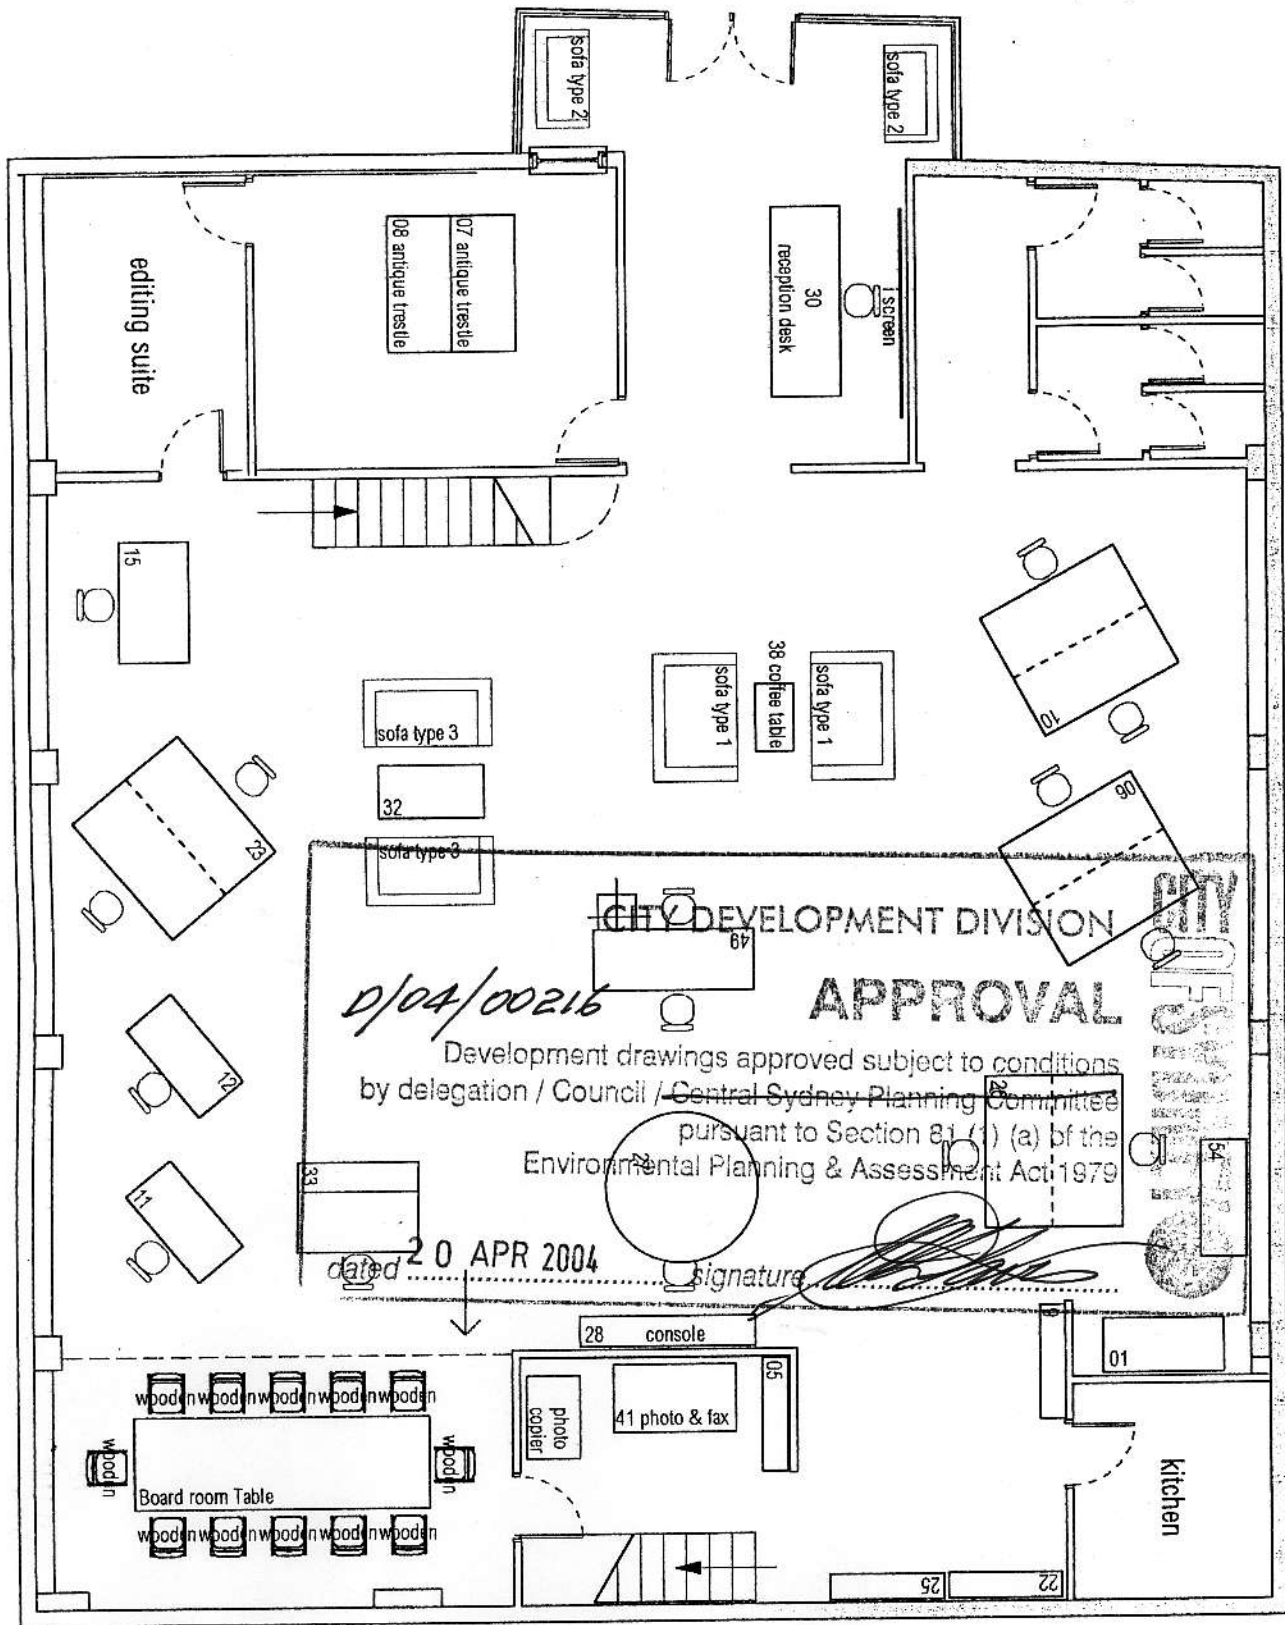 sofa type 2
sofa type 2
editing suite
07 antique trestle
08 antique trestle
30
reception desk
screen
15
10
sofa type 3
32
sofa type 3
sofa type 1
38 coffee table
sofa type 1
23
06
CITY DEVELOPMENT DIVISION
49
D/04/00216
APPROVAL
CITY OF SYDNEY
12
Development drawings approved subject to conditions
by delegation / Council / Central Sydney Planning Committee
26
pursuant to Section 81 (1) (a) of the
Environmental Planning & Assessment Act 1979
54
33
11
dated 20 APR 2004 signature
28 console
01
05
wooden wooden wooden wooden wooden
photo
copier
41 photo & fax
wooden
wooden
Board room Table
kitchen
wooden wooden wooden wooden wooden
25
22